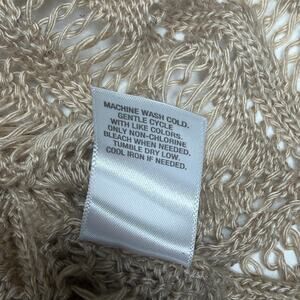 MACHINE WASH COLD.
GENTLE CYCLE
WITH LIKE COLORS.
ONLY NON-CHLORINE
BLEACH WHEN NEEDED.
TUMBLE DRY LOW.
COOL IRON IF NEEDED.